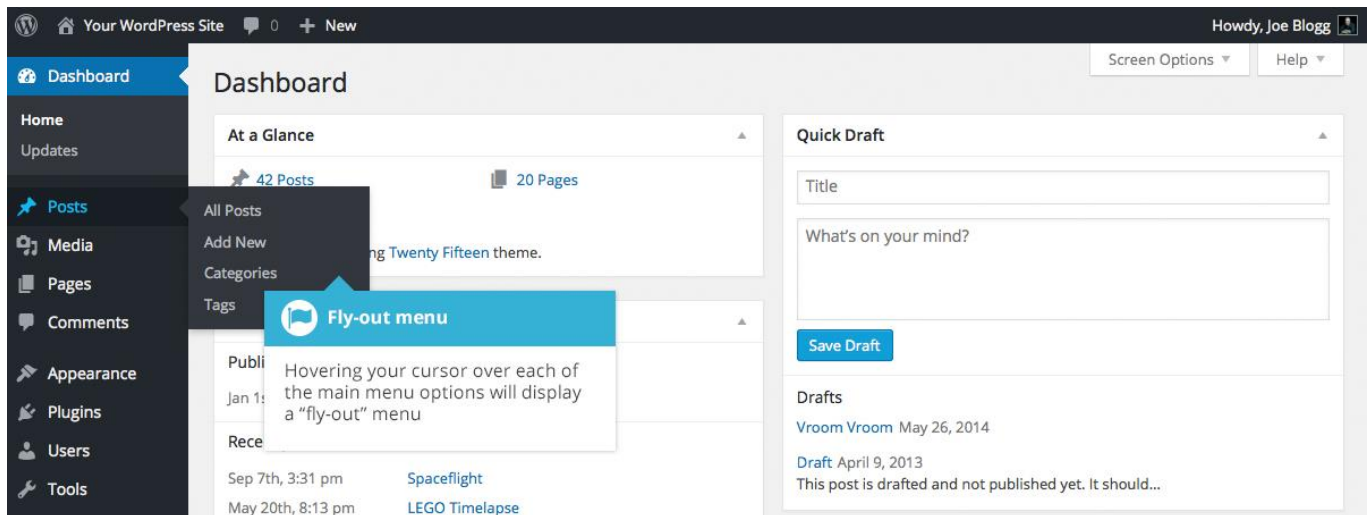 Your WordPress Site 0 + New
Howdy, Joe Blogg
Screen Options
Help
Dashboard
Home
Updates
Posts
Media
Pages
Comments
Appearance
Plugins
Users
Tools
All Posts
Add New
Categories
Tags
Dashboard
At a Glance
42 Posts
20 Pages
Twenty Fifteen theme.
Fly-out menu
Hovering your cursor over each of
the main menu options will display
a “fly-out” menu
Sep 7th, 3:31 pm Spaceflight
May 20th, 8:13 pm LEGO Timelapse
Quick Draft
Title
What’s on your mind?
Save Draft
Drafts
Vroom Vroom May 26, 2014
Draft April 9, 2013
This post is drafted and not published yet. It should...